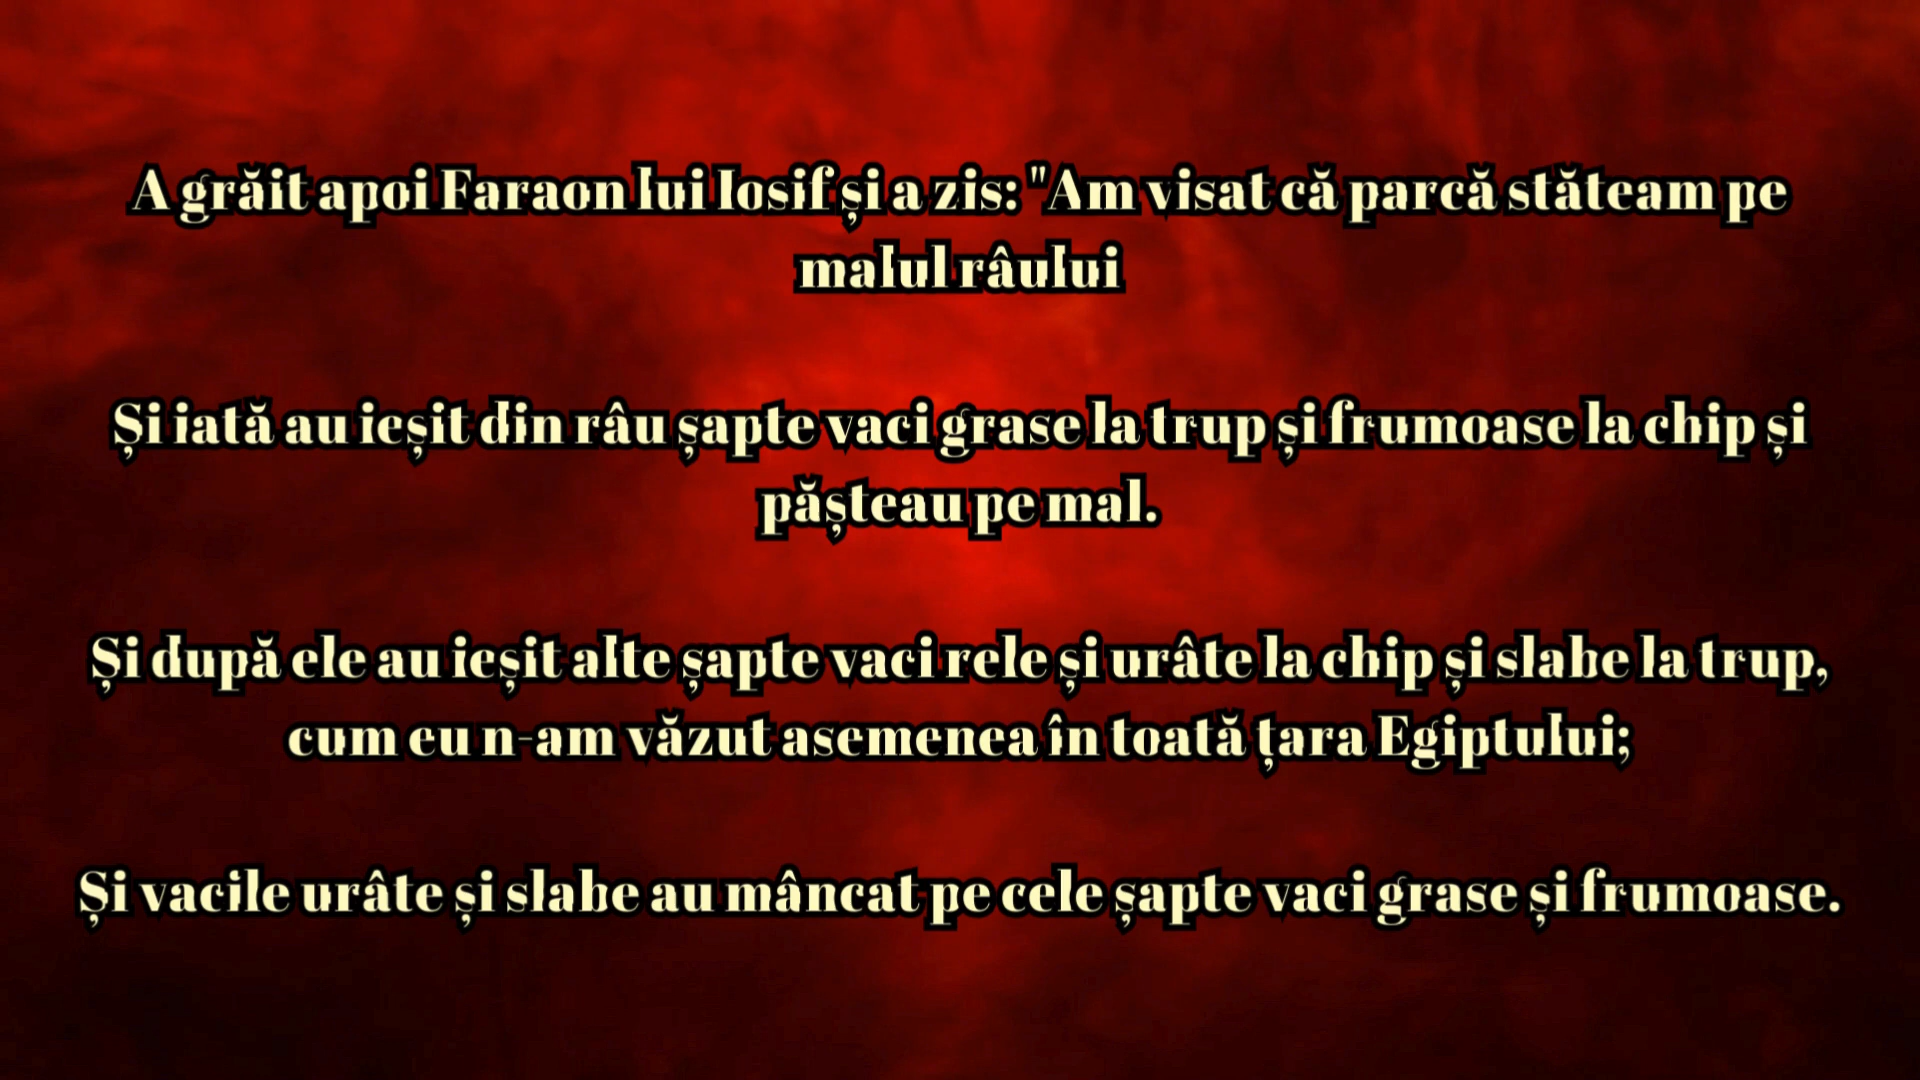 A grăit apoi Faraon lui Iosif și a zis: "Am visat că parcă stăteam pe
malul râului
Și iată au ieșit din râu șapte vaci grase la trup și frumoase la chip și
pășteau pe mal.
Și după ele au ieșit alte șapte vaci rele și urâte la chip și slabe la trup,
cum eu n-am văzut asemenea în toată țara Egiptului;
Și vacile urâte și slabe au mâncat pe cele șapte vaci grase și frumoase.